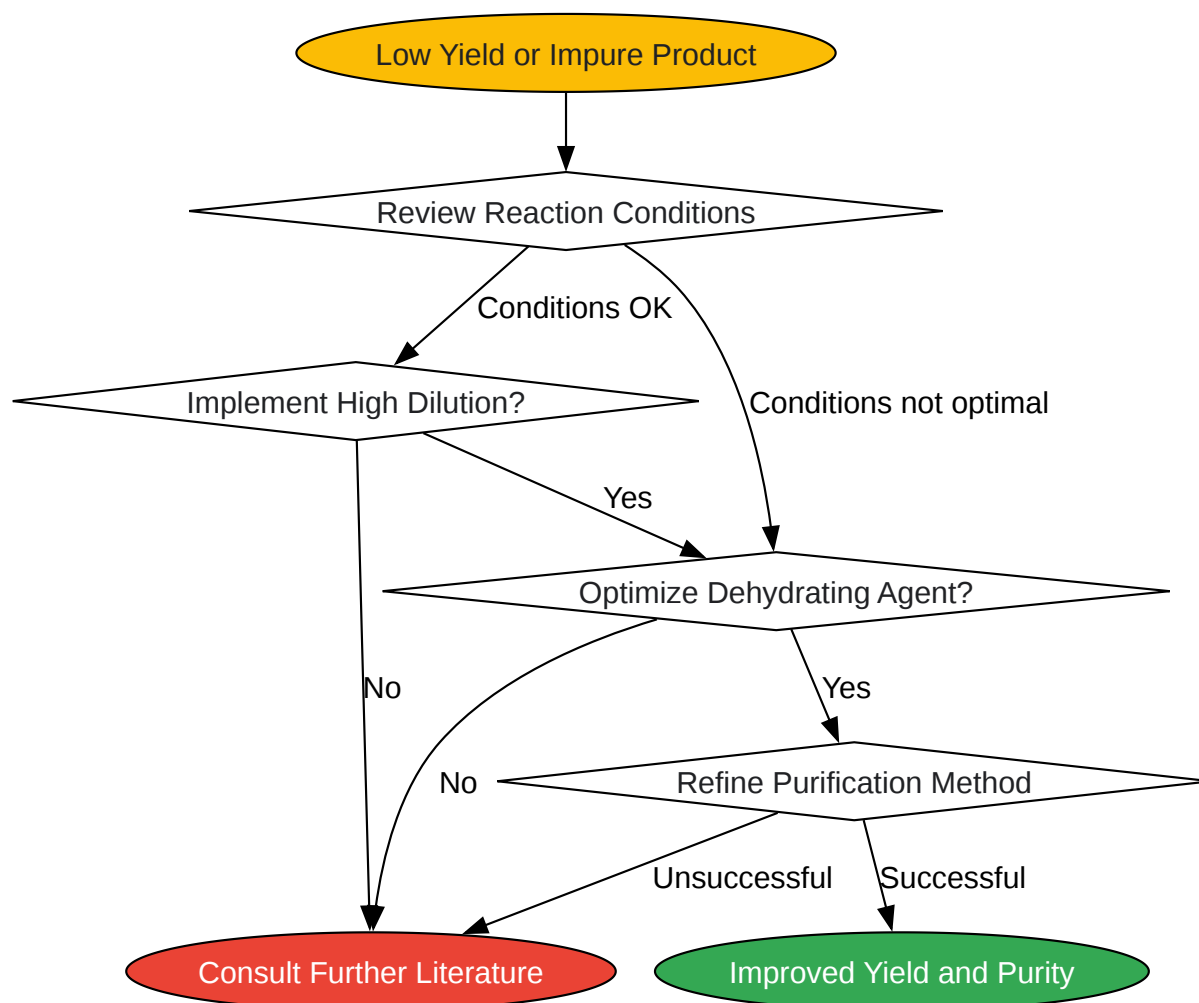 Low Yield or Impure Product
Review Reaction Conditions
Conditions OK
Implement High Dilution?
Conditions not optimal
Yes
Optimize Dehydrating Agent?
No
Yes
No
Refine Purification Method
Unsuccessful
Successful
Consult Further Literature
Improved Yield and Purity